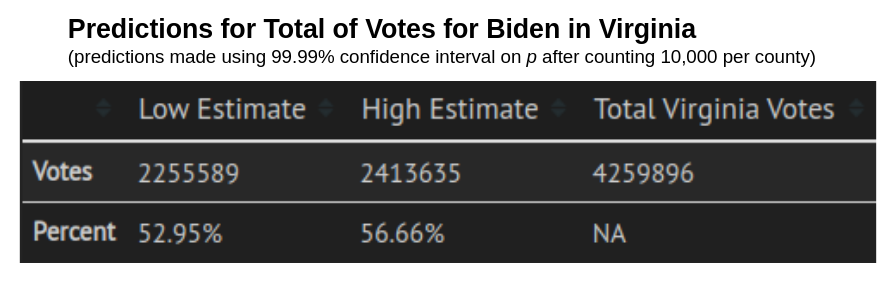 Predictions for Total of Votes for Biden in Virginia
(predictions made using 99.99% confidence interval on p after counting 10,000 per county)
Low Estimate High Estimate Total Virginia Votes
Votes 2255589 2413635 4259896
Percent 52.95% 56.66% NA